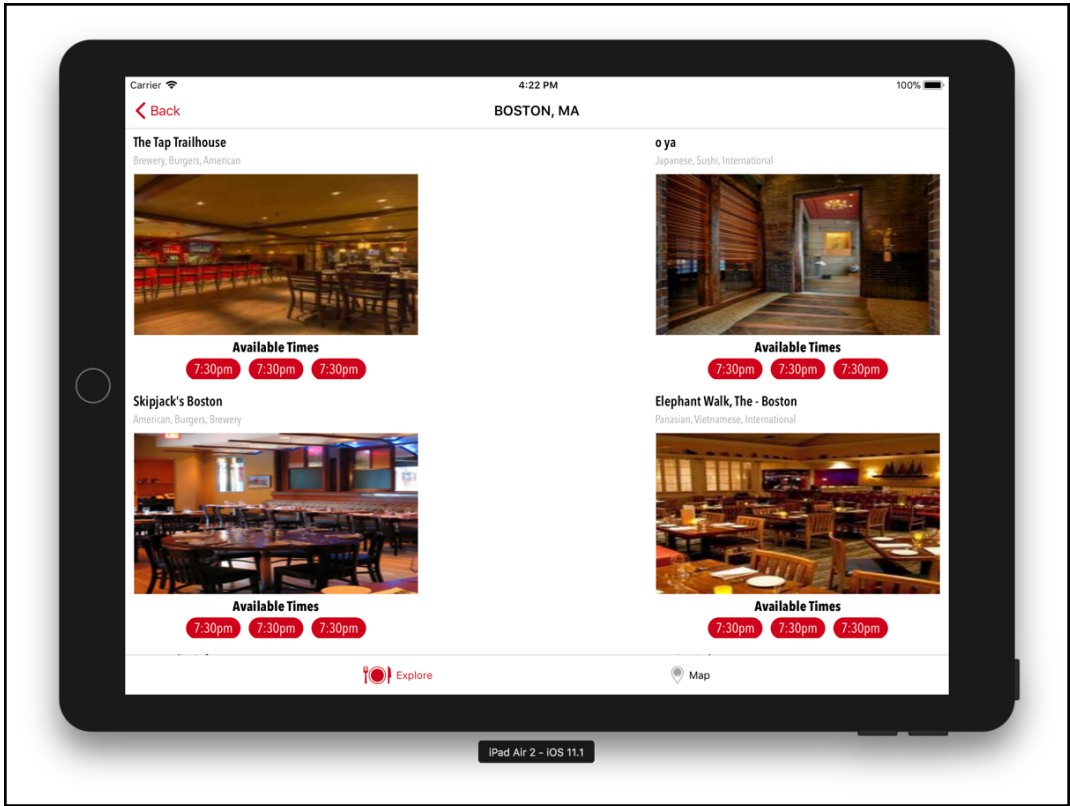 Carrier 4:22 PM 100%
Back BOSTON, MA
The Tap Trailhouse
Brewery, Burgers, American
Available Times
7:30pm 7:30pm 7:30pm
o ya
Japanese, Sushi, International
Available Times
7:30pm 7:30pm 7:30pm
Skipjack's Boston
American, Burgers, Brewery
Available Times
7:30pm 7:30pm 7:30pm
Elephant Walk, The - Boston
Panasian, Vietnamese, International
Available Times
7:30pm 7:30pm 7:30pm
Explore Map
iPad Air 2 - iOS 11.1